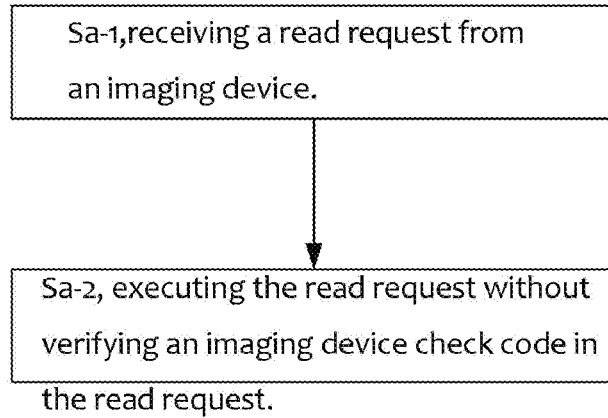 Sa-1,receiving a read request from
an imaging device.
Sa-2, executing the read request without
verifying an imaging device check code in
the read request.